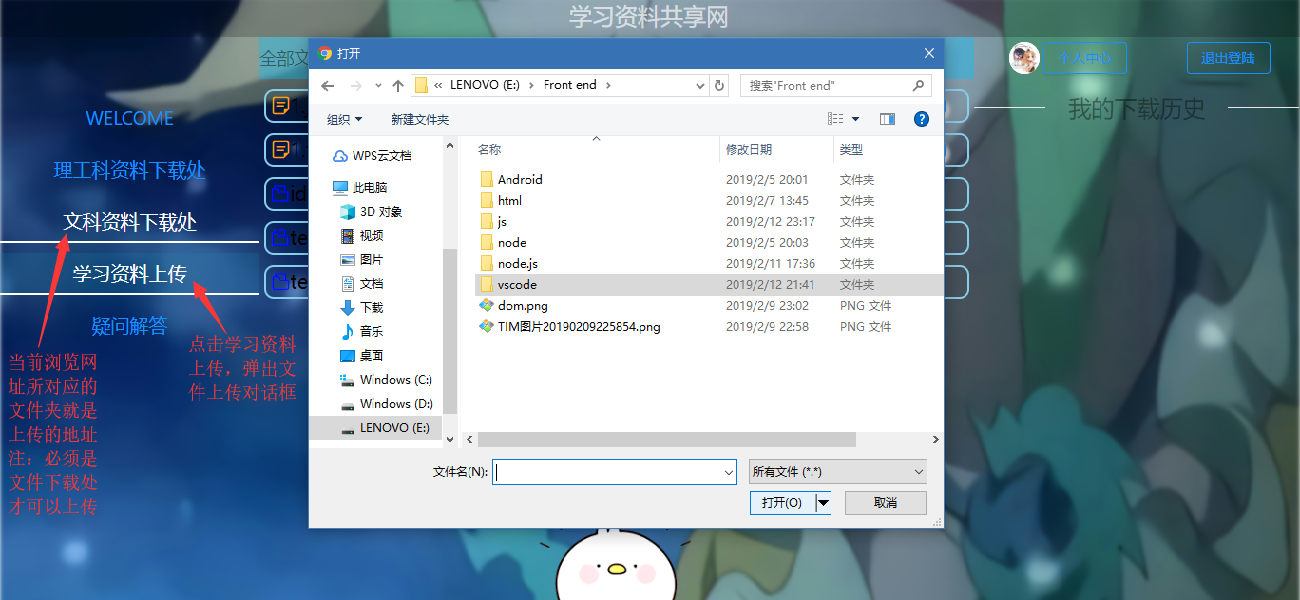 学习资料共享网
全部文
个人中心
退出登陆
WELCOME
理工科资料下载处
文科资料下载处
学习资料上传
疑问解答
当前浏览网
址所对应的
文件夹就是
上传的地址
注：必须是
文件下载处
才可以上传
点击学习资料
上传，弹出文
件上传对话框
1.
1.
id
te
te
打开
« LENOVO (E:) › Front end ›
搜索"Front end"
组织
新建文件夹
WPS云文档
此电脑
3D 对象
视频
图片
文档
下载
音乐
桌面
Windows (C:)
Windows (D:)
LENOVO (E:)
名称 修改日期 类型
Android 2019/2/5 20:01 文件夹
html 2019/2/7 13:45 文件夹
js 2019/2/12 23:17 文件夹
node 2019/2/5 20:03 文件夹
node.js 2019/2/11 17:36 文件夹
vscode 2019/2/12 21:41 文件夹
dom.png 2019/2/9 23:02 PNG 文件
TIM图片20190209225854.png 2019/2/9 22:58 PNG 文件
文件名(N):
所有文件 (*.*)
打开(O)
取消
我的下载历史